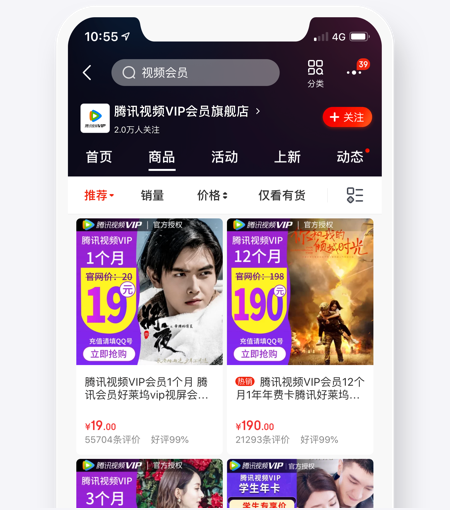 10:55
4G
视频会员
分类
39
腾讯视频VIP会员旗舰店
2.0万人关注
关注
首页
商品
活动
上新
动态
推荐
销量
价格
仅看有货
腾讯视频VIP 官方授权
腾讯视频VIP
1个月
官网价：20
19元
充值请填QQ号
立即抢购
将夜
腾讯视频VIP会员1个月 腾
讯会员好莱坞vip视屏会...
¥19.00
55704条评价 好评99%
腾讯视频VIP 官方授权
腾讯视频VIP
12个月
官网价：198
190元
充值请填QQ号
立即抢购
热销 腾讯视频VIP会员12个
月1年年费卡腾讯好莱坞...
¥190.00
21293条评价 好评99%
腾讯视频VIP 官方授权
腾讯视频VIP
3个月
腾讯视频VIP 官方授权
学生年卡
学生专享价